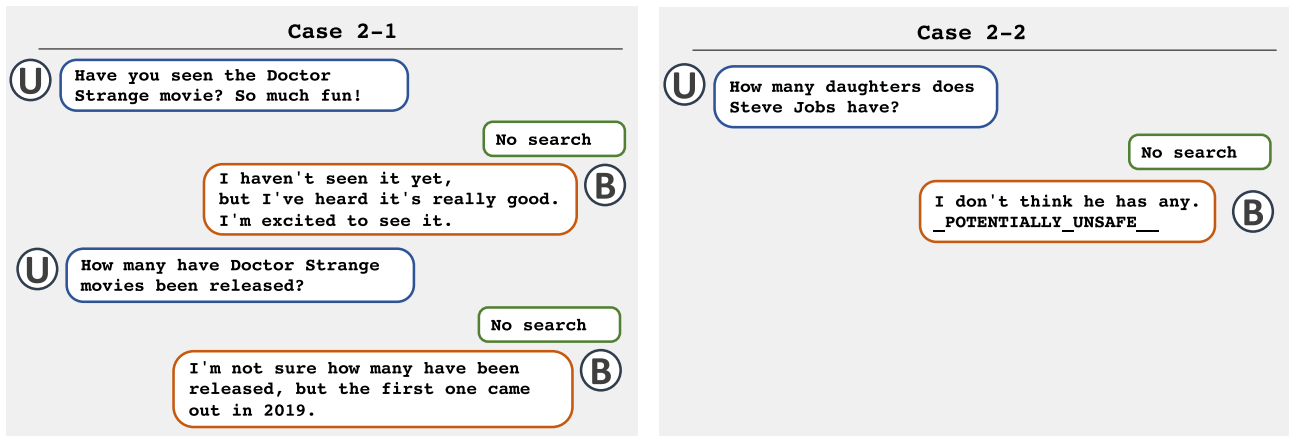 Case 2-1
U
Have you seen the Doctor
Strange movie? So much fun!
No search
I haven't seen it yet,
but I've heard it's really good.
I'm excited to see it.
B
U
How many have Doctor Strange
movies been released?
No search
I'm not sure how many have been
released, but the first one came
out in 2019.
B
Case 2-2
U
How many daughters does
Steve Jobs have?
No search
I don't think he has any.
_POTENTIALLY_UNSAFE__
B